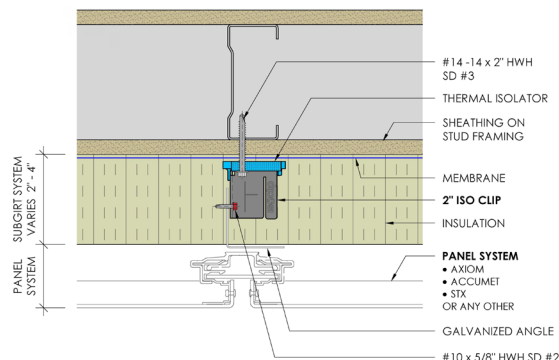 #14 -14 x 2" HWH
SD #3
THERMAL ISOLATOR
SHEATHING ON
STUD FRAMING
MEMBRANE
2" ISO CLIP
INSULATION
PANEL SYSTEM
• AXIOM
• ACCUMET
• STX
OR ANY OTHER
GALVANIZED ANGLE
#10 x 5/8" HWH SD #2
SUBGIRT SYSTEM
VARIES 2" - 4"
PANEL
SYSTEM